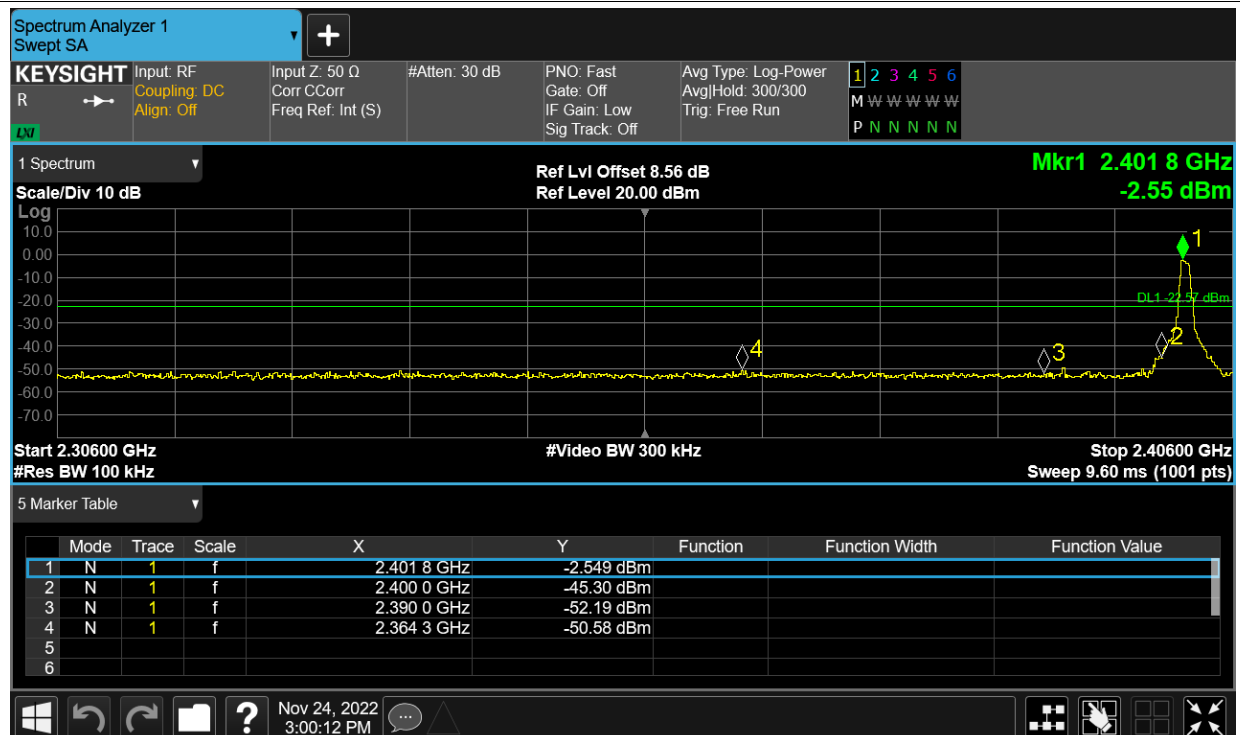 Spectrum Analyzer 1
Swept SA
+
KEYSIGHT
R
LXI
Input: RF
Coupling: DC
Align: Off
Input Z: 50 Ω
Corr CCorr
Freq Ref: Int (S)
#Atten: 30 dB
PNO: Fast
Gate: Off
IF Gain: Low
Sig Track: Off
Avg Type: Log-Power
Avg|Hold: 300/300
Trig: Free Run
1 2 3 4 5 6
M W W W W W
P N N N N N
1 Spectrum
Scale/Div 10 dB
Ref Lvl Offset 8.56 dB
Ref Level 20.00 dBm
Mkr1 2.401 8 GHz
-2.55 dBm
Log
10.0
0.00
-10.0
-20.0
-30.0
-40.0
-50.0
-60.0
-70.0
1
DL1 -22.57 dBm
2
3
4
Start 2.30600 GHz
#Res BW 100 kHz
#Video BW 300 kHz
Stop 2.40600 GHz
Sweep 9.60 ms (1001 pts)
5 Marker Table
Mode Trace Scale X Y Function Function Width Function Value
1 N 1 f 2.401 8 GHz -2.549 dBm
2 N 1 f 2.400 0 GHz -45.30 dBm
3 N 1 f 2.390 0 GHz -52.19 dBm
4 N 1 f 2.364 3 GHz -50.58 dBm
5
6
?
Nov 24, 2022
3:00:12 PM